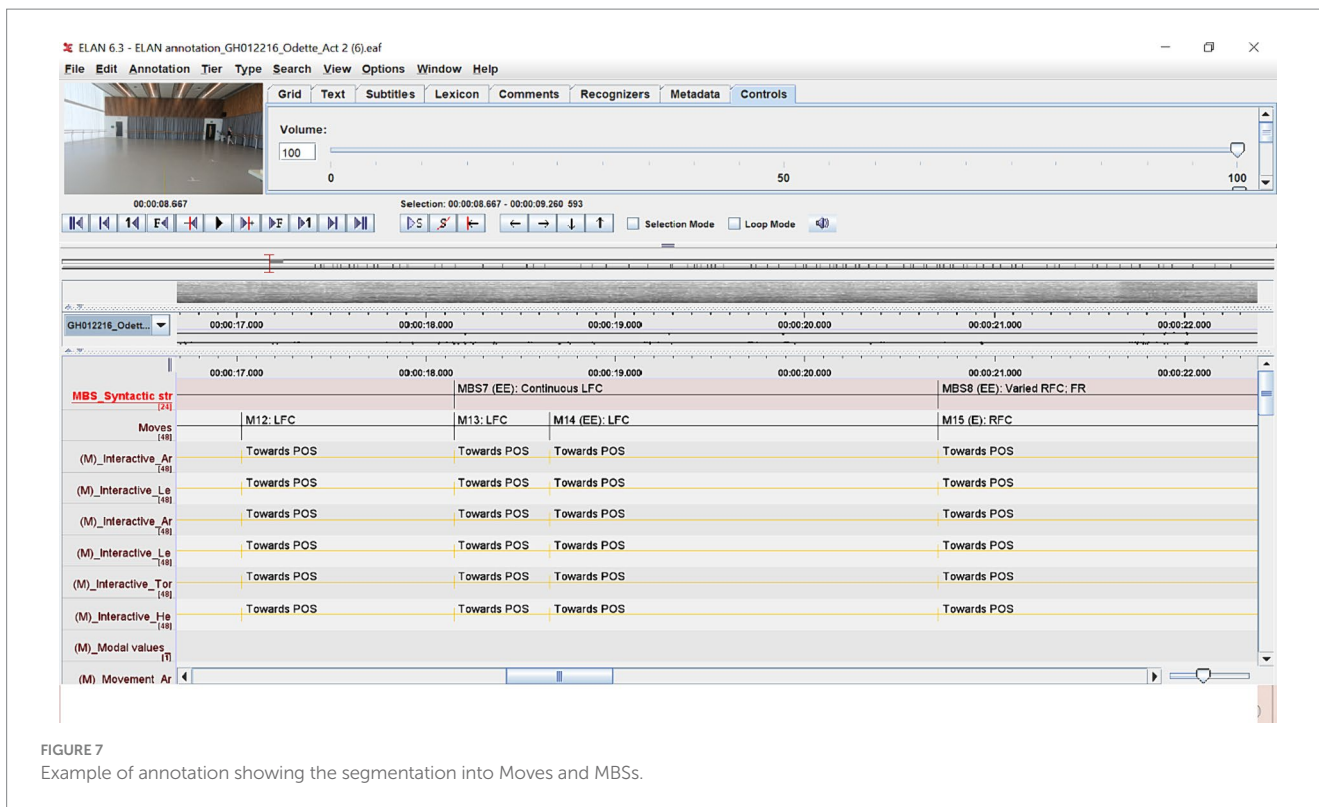 ELAN 6.3 - ELAN annotation_GH012216_Odette_Act 2 (6).eaf
File Edit Annotation Tier Type Search View Options Window Help
Grid Text Subtitles Lexicon Comments Recognizers Metadata Controls
Volume:
100
0 50 100
00:00:08.667 Selection: 00:00:08.667 - 00:00:09.260 593
Selection Mode Loop Mode
GH012216_Odett... 00:00:17.000 00:00:18.000 00:00:19.000 00:00:20.000 00:00:21.000 00:00:22.000
00:00:17.000 00:00:18.000 00:00:19.000 00:00:20.000 00:00:21.000 00:00:22.000
MBS_Syntactic str MBS7 (EE): Continuous LFC MBS8 (EE): Varied RFC; FR
[24]
Moves M12: LFC M13: LFC M14 (EE): LFC M15 (E): RFC
[48]
(M)_Interactive_Ar Towards POS Towards POS Towards POS Towards POS
[48]
(M)_Interactive_Le Towards POS Towards POS Towards POS Towards POS
[48]
(M)_Interactive_Ar Towards POS Towards POS Towards POS Towards POS
[48]
(M)_Interactive_Le Towards POS Towards POS Towards POS Towards POS
[48]
(M)_Interactive_Tor Towards POS Towards POS Towards POS Towards POS
[48]
(M)_Interactive_He Towards POS Towards POS Towards POS Towards POS
[48]
(M)_Modal values_
[1]
(M) Movement Ar
FIGURE 7
Example of annotation showing the segmentation into Moves and MBSs.